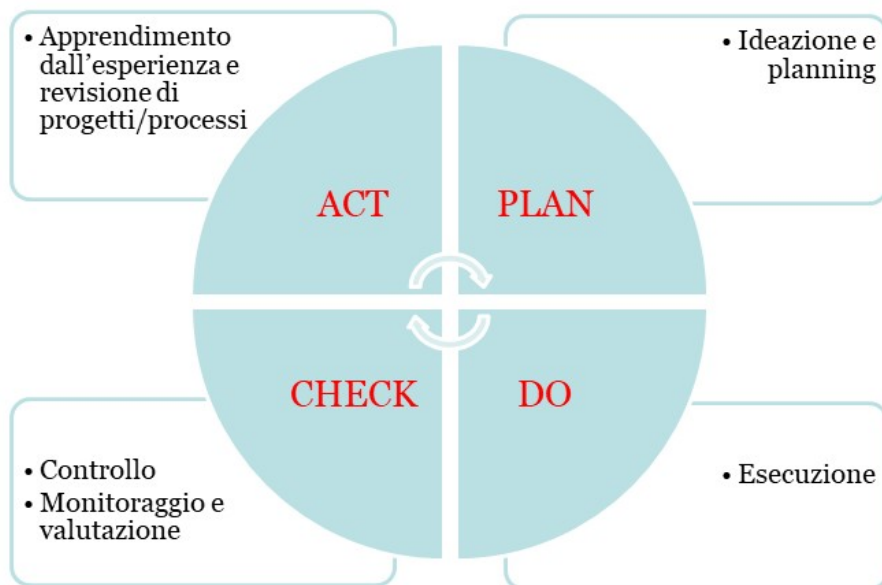 • Apprendimento
dall'esperienza e
revisione di
progetti/processi
• Ideazione e
planning
ACT
PLAN
CHECK
DO
• Controllo
• Monitoraggio e
valutazione
• Esecuzione